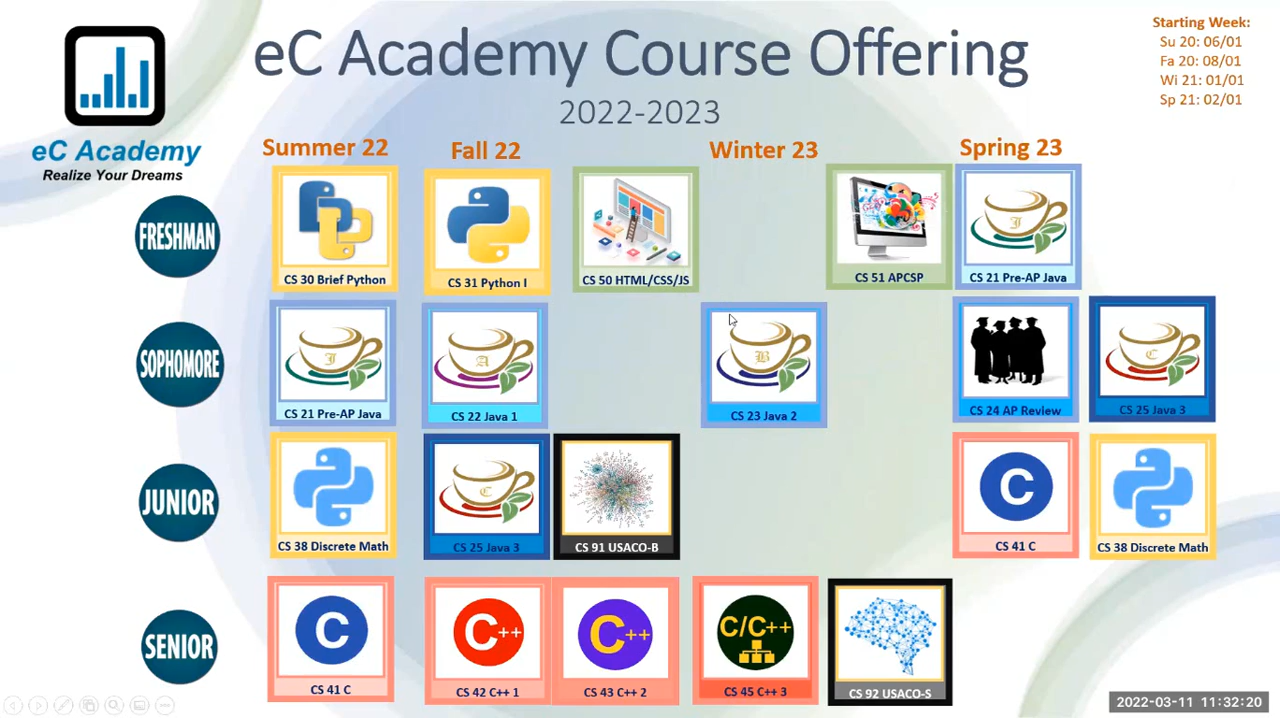 eC Academy Course Offering
2022-2023
Starting Week:
Su 20: 06/01
Fa 20: 08/01
Wi 21: 01/01
Sp 21: 02/01
eC Academy
Realize Your Dreams
Summer 22
Fall 22
Winter 23
Spring 23
FRESHMAN
CS 30 Brief Python
CS 31 Python I
CS 50 HTML/CSS/JS
CS 51 APCSP
J
CS 21 Pre-AP Java
SOPHOMORE
J
CS 21 Pre-AP Java
A
CS 22 Java 1
B
CS 23 Java 2
CS 24 AP Review
C
CS 25 Java 3
JUNIOR
CS 38 Discrete Math
C
CS 25 Java 3
CS 91 USACO-B
C
CS 41 C
CS 38 Discrete Math
SENIOR
C
CS 41 C
C++
CS 42 C++ 1
C++
CS 43 C++ 2
C/C++
CS 45 C++ 3
CS 92 USACO-S
2022-03-11 11:32:20